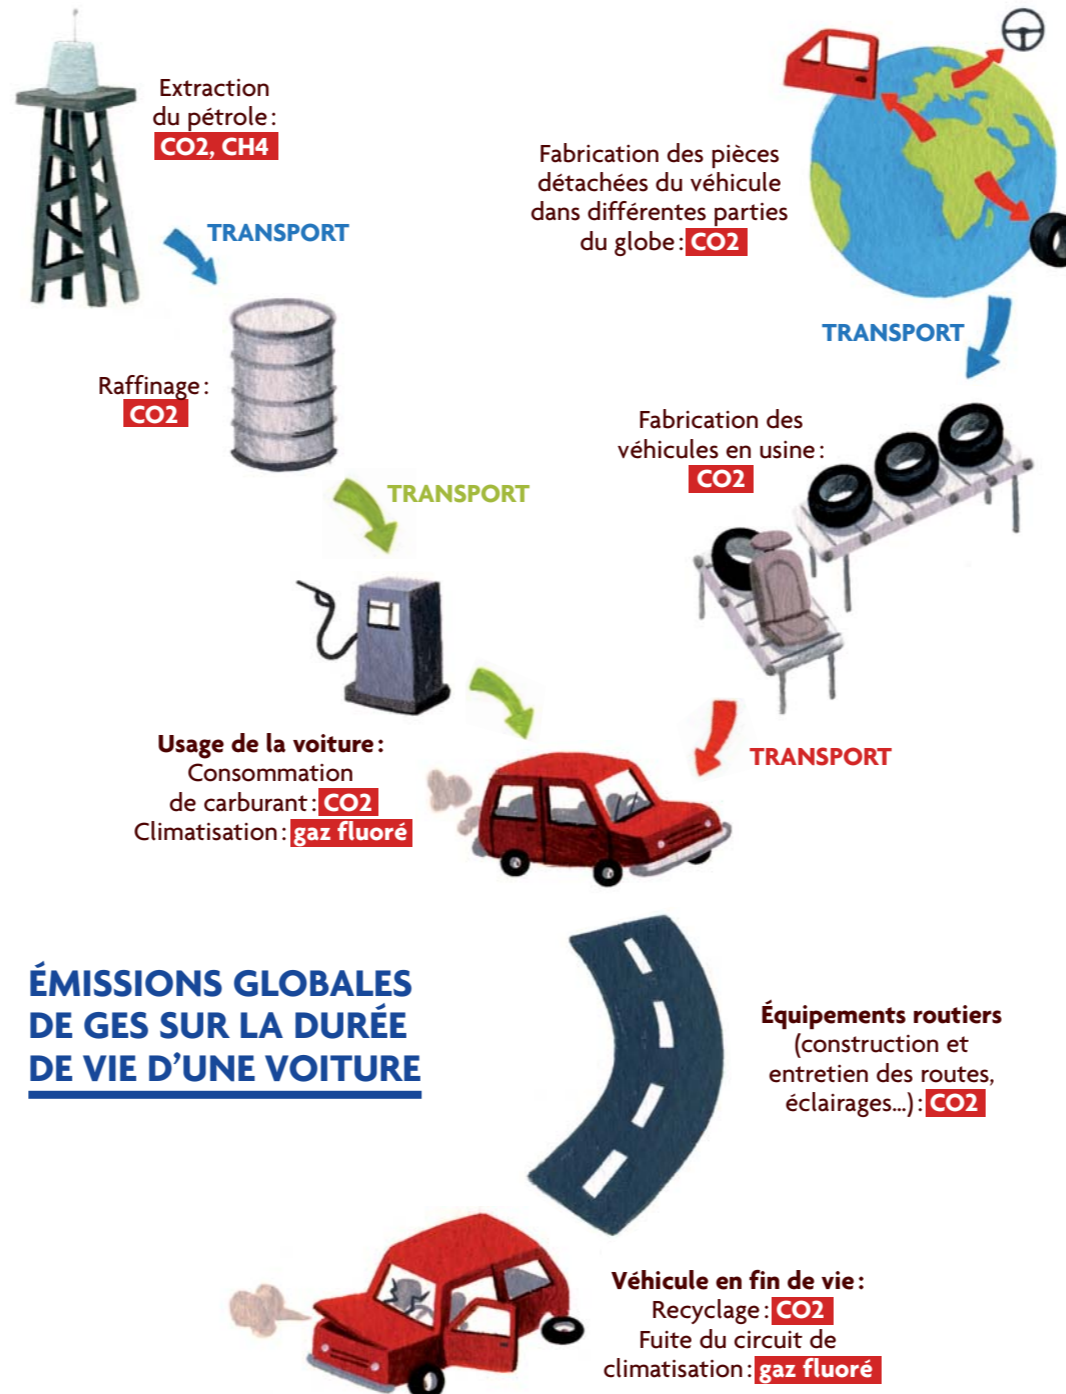 Extraction
du pétrole :
CO2, CH4
TRANSPORT
Raffinage :
CO2
TRANSPORT
Fabrication des pièces
détachées du véhicule
dans différentes parties
du globe : CO2
TRANSPORT
Fabrication des
véhicules en usine :
CO2
TRANSPORT
Usage de la voiture :
Consommation
de carburant : CO2
Climatisation : gaz fluoré
ÉMISSIONS GLOBALES
DE GES SUR LA DURÉE
DE VIE D’UNE VOITURE
Équipements routiers
(construction et
entretien des routes,
éclairages…) : CO2
Véhicule en fin de vie :
Recyclage : CO2
Fuite du circuit de
climatisation : gaz fluoré